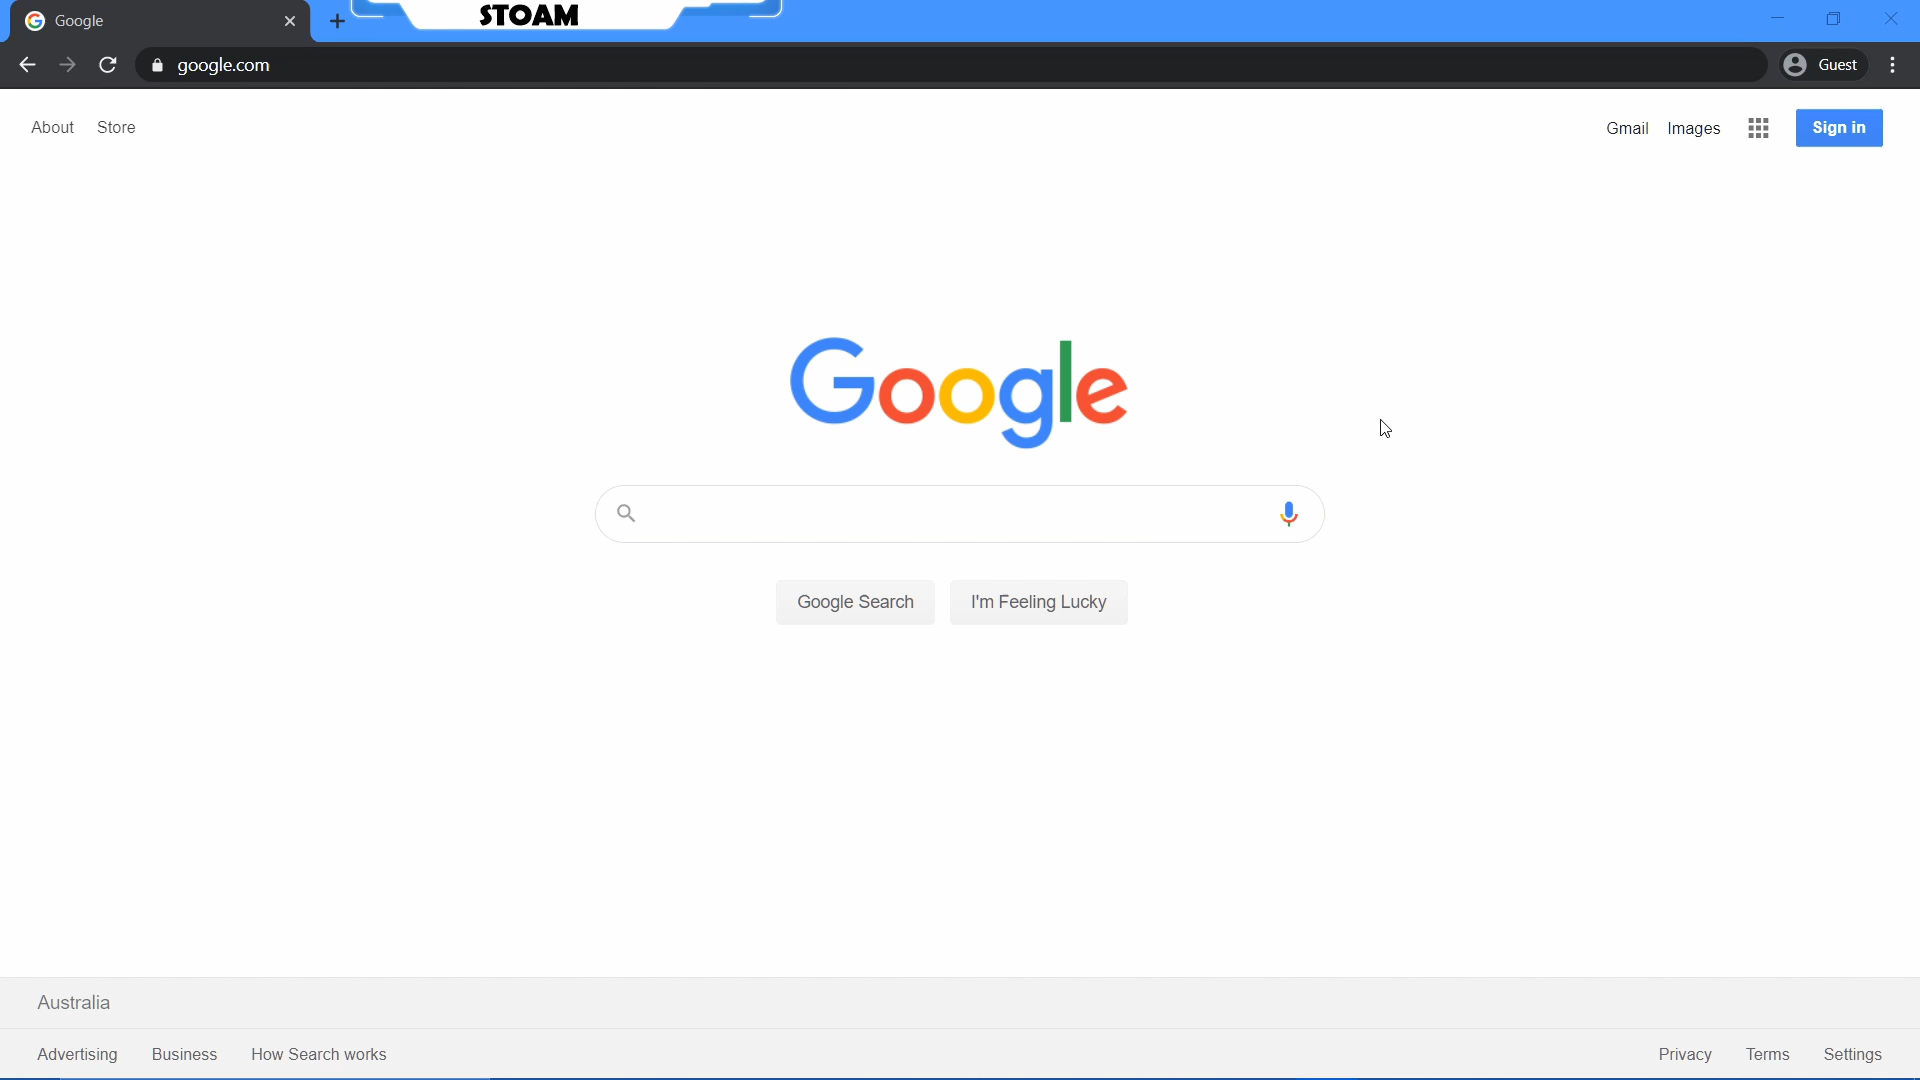 Google
STOAM
google.com
Guest
About Store
Gmail Images
Sign in
Google
Google Search
I'm Feeling Lucky
Australia
Advertising Business How Search works
Privacy Terms Settings